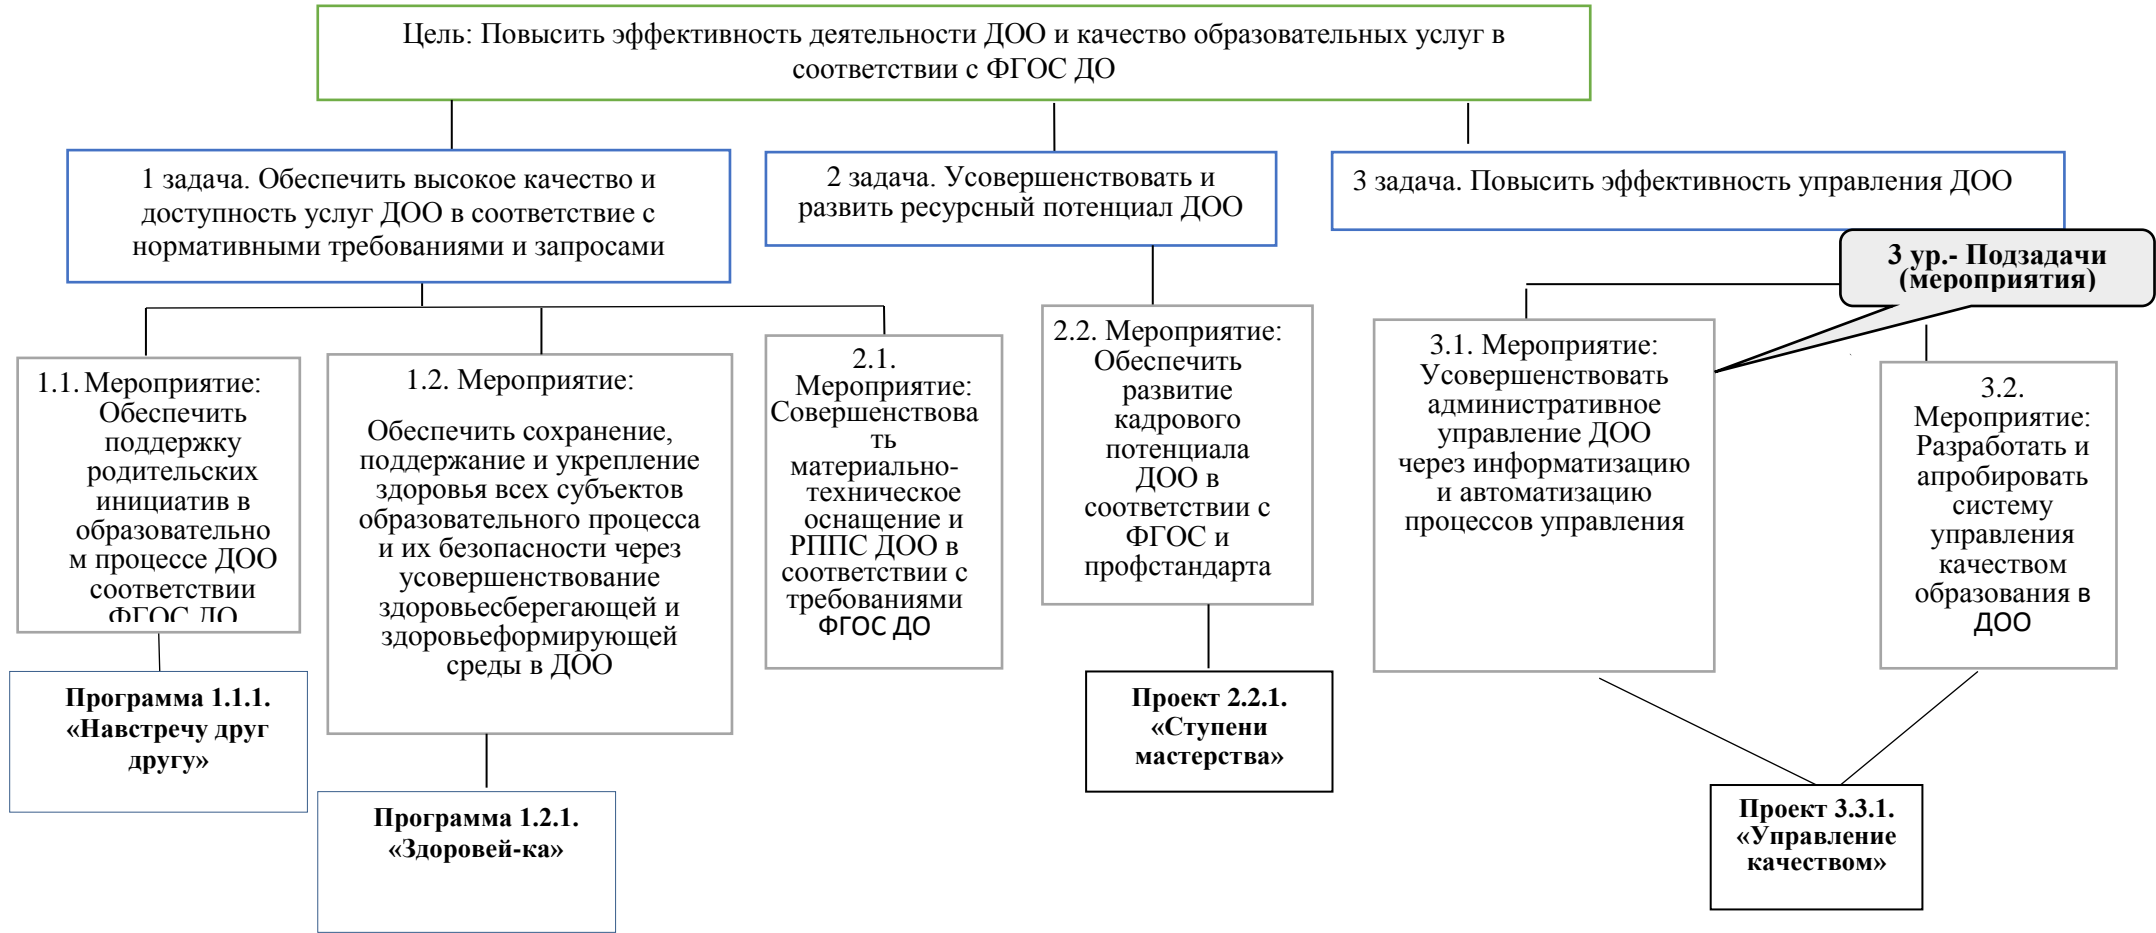 Цель: Повысить эффективность деятельности ДОО и качество образовательных услуг в
соответствии с ФГОС ДО
1 задача. Обеспечить высокое качество и
доступность услуг ДОО в соответствие с
нормативными требованиями и запросами
2 задача. Усовершенствовать и
развить ресурсный потенциал ДОО
3 задача. Повысить эффективность управления ДОО
3 ур.- Подзадачи
(мероприятия)
1.1. Мероприятие:
Обеспечить
поддержку
родительских
инициатив в
образовательно
м процессе ДОО
соответствии
ФГОС ДО
1.2. Мероприятие:
Обеспечить сохранение,
поддержание и укрепление
здоровья всех субъектов
образовательного процесса
и их безопасности через
усовершенствование
здоровьесберегающей и
здоровьеформирующей
среды в ДОО
2.1.
Мероприятие:
Совершенствова
ть
материально-
техническое
оснащение и
РППС ДОО в
соответствии с
требованиями
ФГОС ДО
2.2. Мероприятие:
Обеспечить
развитие
кадрового
потенциала
ДОО в
соответствии с
ФГОС и
профстандарта
3.1. Мероприятие:
Усовершенствовать
административное
управление ДОО
через информатизацию
и автоматизацию
процессов управления
3.2.
Мероприятие:
Разработать и
апробировать
систему
управления
качеством
образования в
ДОО
Программа 1.1.1.
«Навстречу друг
другу»
Программа 1.2.1.
«Здоровей-ка»
Проект 2.2.1.
«Ступени
мастерства»
Проект 3.3.1.
«Управление
качеством»